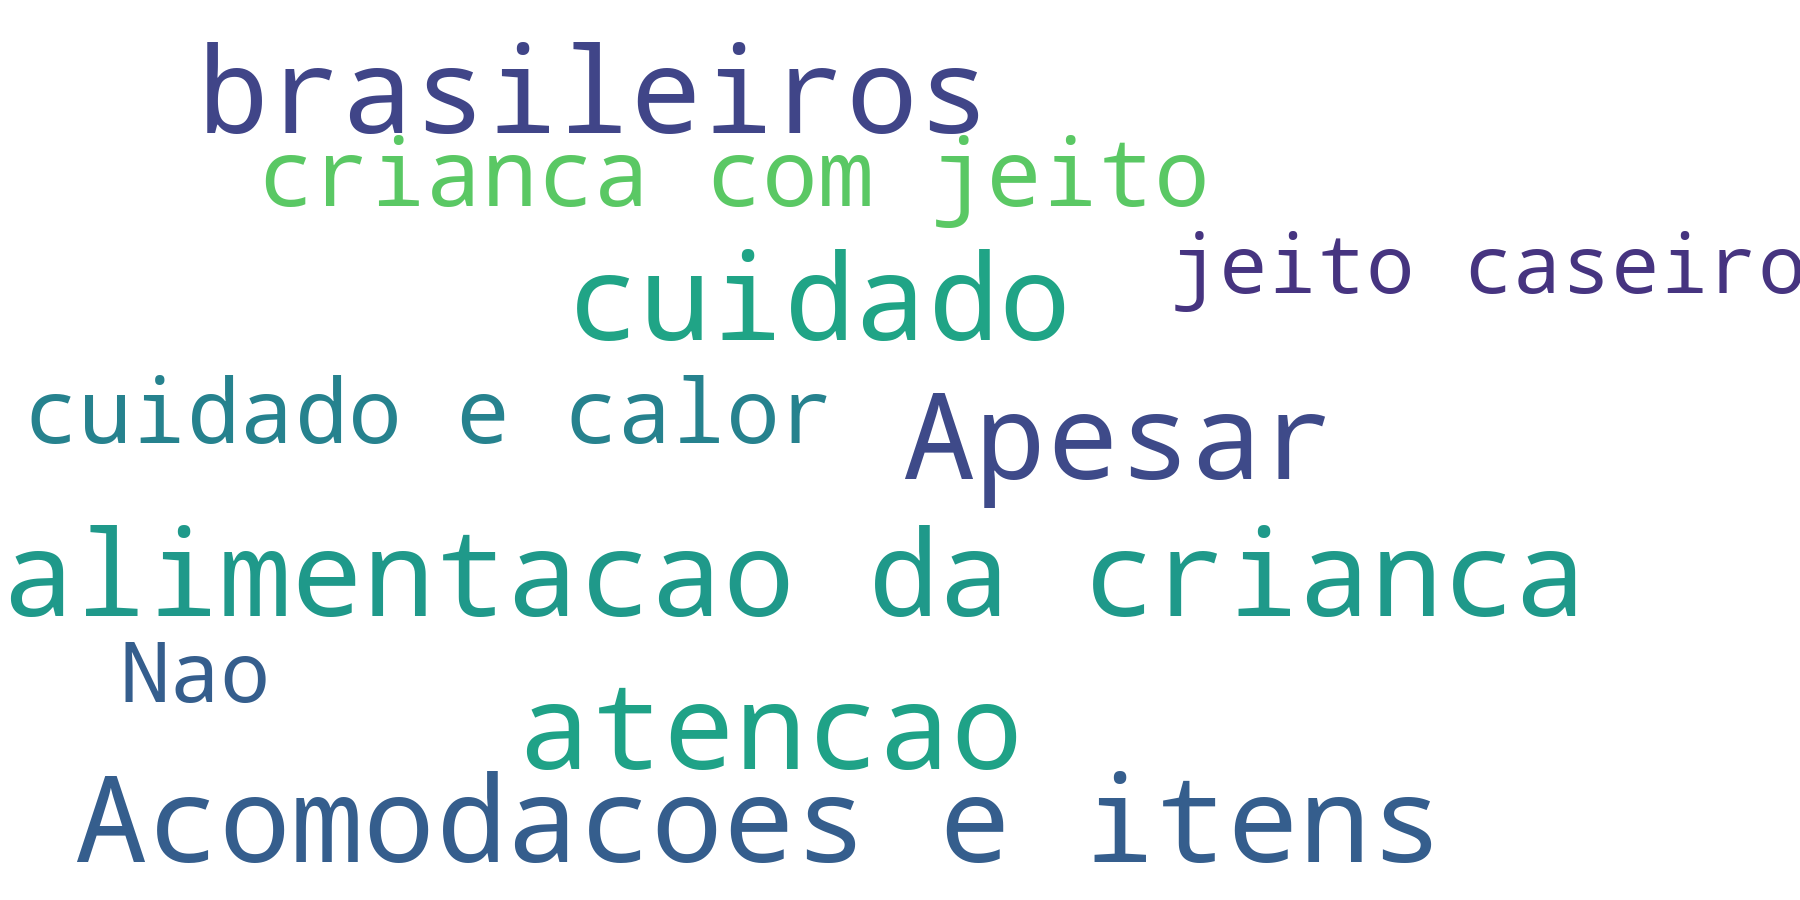 brasileiros
crianca com jeito
jeito caseiro
cuidado
cuidado e calor
Apesar
alimentacao da crianca
Nao
atencao
Acomodacoes e itens